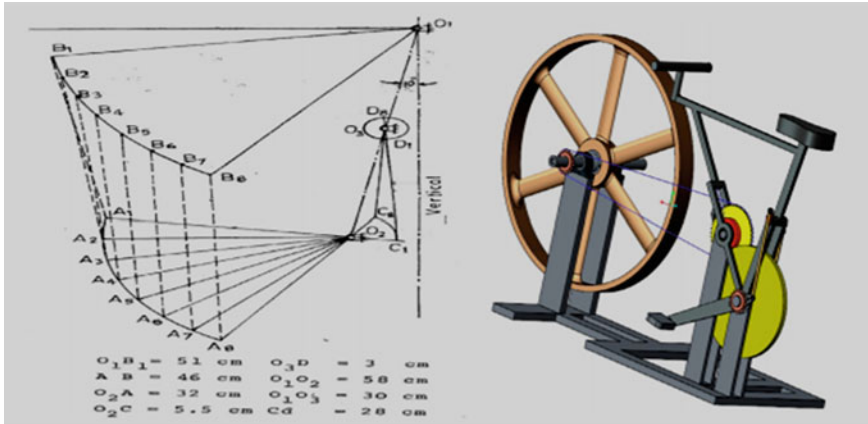 O1
B1
B2
B3
B4
B5
B6
B7
B8
O3
D1
A1
A2
A3
A4
A5
A6
A7
A8
O2
C1
Vertical
O1B1 = 51 cm O3D = 3 cm
A B = 46 cm O1O2 = 58 cm
O2A = 32 cm O1O3 = 30 cm
O2C = 5.5 cm Cd = 28 cm